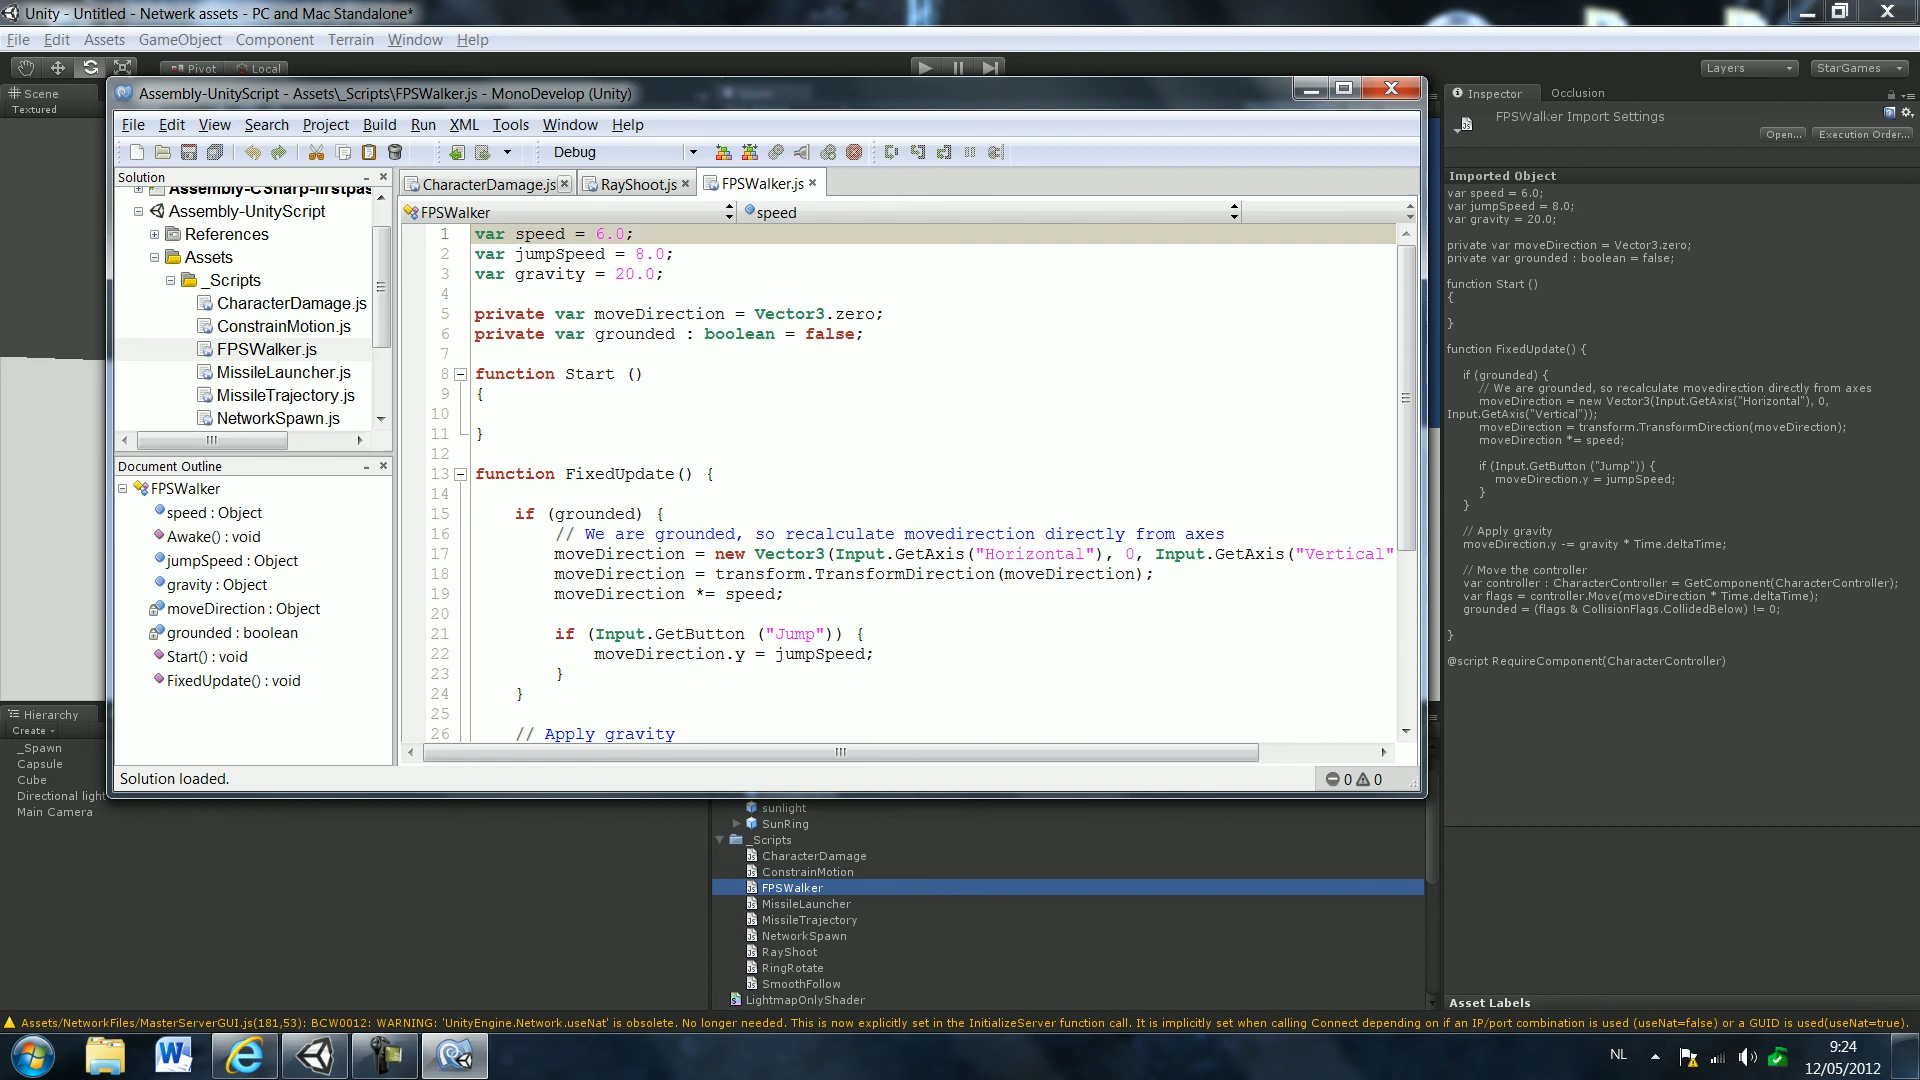 Unity - Untitled - Netwerk assets - PC and Mac Standalone*
File Edit Assets GameObject Component Terrain Window Help
Pivot Local
Layers StarGames
Scene
Textured
Assembly-UnityScript - Assets\_Scripts\FPSWalker.js - MonoDevelop (Unity)
File Edit View Search Project Build Run XML Tools Window Help
Debug
Solution
Assembly-CSharp-firstpas
Assembly-UnityScript
References
Assets
_Scripts
CharacterDamage.js
ConstrainMotion.js
FPSWalker.js
MissileLauncher.js
MissileTrajectory.js
NetworkSpawn.js
Document Outline
FPSWalker
speed : Object
Awake() : void
jumpSpeed : Object
gravity : Object
moveDirection : Object
grounded : boolean
Start() : void
FixedUpdate() : void
CharacterDamage.js RayShoot.js FPSWalker.js
FPSWalker speed
1 var speed = 6.0;
2 var jumpSpeed = 8.0;
3 var gravity = 20.0;
4
5 private var moveDirection = Vector3.zero;
6 private var grounded : boolean = false;
7
8 function Start ()
9 {
10
11 }
12
13 function FixedUpdate() {
14
15 if (grounded) {
16 // We are grounded, so recalculate movedirection directly from axes
17 moveDirection = new Vector3(Input.GetAxis("Horizontal"), 0, Input.GetAxis("Vertical"
18 moveDirection = transform.TransformDirection(moveDirection);
19 moveDirection *= speed;
20
21 if (Input.GetButton ("Jump")) {
22 moveDirection.y = jumpSpeed;
23 }
24 }
25
26 // Apply gravity
Solution loaded.
0 0
Inspector Occlusion
FPSWalker Import Settings
Open... Execution Order...
Imported Object
var speed = 6.0;
var jumpSpeed = 8.0;
var gravity = 20.0;
private var moveDirection = Vector3.zero;
private var grounded : boolean = false;
function Start ()
{
}
function FixedUpdate() {
if (grounded) {
// We are grounded, so recalculate movedirection directly from axes
moveDirection = new Vector3(Input.GetAxis("Horizontal"), 0,
Input.GetAxis("Vertical"));
moveDirection = transform.TransformDirection(moveDirection);
moveDirection *= speed;
if (Input.GetButton ("Jump")) {
moveDirection.y = jumpSpeed;
}
}
// Apply gravity
moveDirection.y -= gravity * Time.deltaTime;
// Move the controller
var controller : CharacterController = GetComponent(CharacterController);
var flags = controller.Move(moveDirection * Time.deltaTime);
grounded = (flags & CollisionFlags.CollidedBelow) != 0;
}
@script RequireComponent(CharacterController)
Hierarchy
Create
_Spawn
Capsule
Cube
Directional light
Main Camera
sunlight
SunRing
_Scripts
CharacterDamage
ConstrainMotion
FPSWalker
MissileLauncher
MissileTrajectory
NetworkSpawn
RayShoot
RingRotate
SmoothFollow
LightmapOnlyShader
Asset Labels
Assets/NetworkFiles/MasterServerGUI.js(181,53): BCW0012: WARNING: 'UnityEngine.Network.useNat' is obsolete. No longer needed. This is now explicitly set in the InitializeServer function call. It is implicitly set when calling Connect depending on if an IP/port combination is used (useNat=false) or a GUID is used(useNat=true).
NL
9:24
12/05/2012